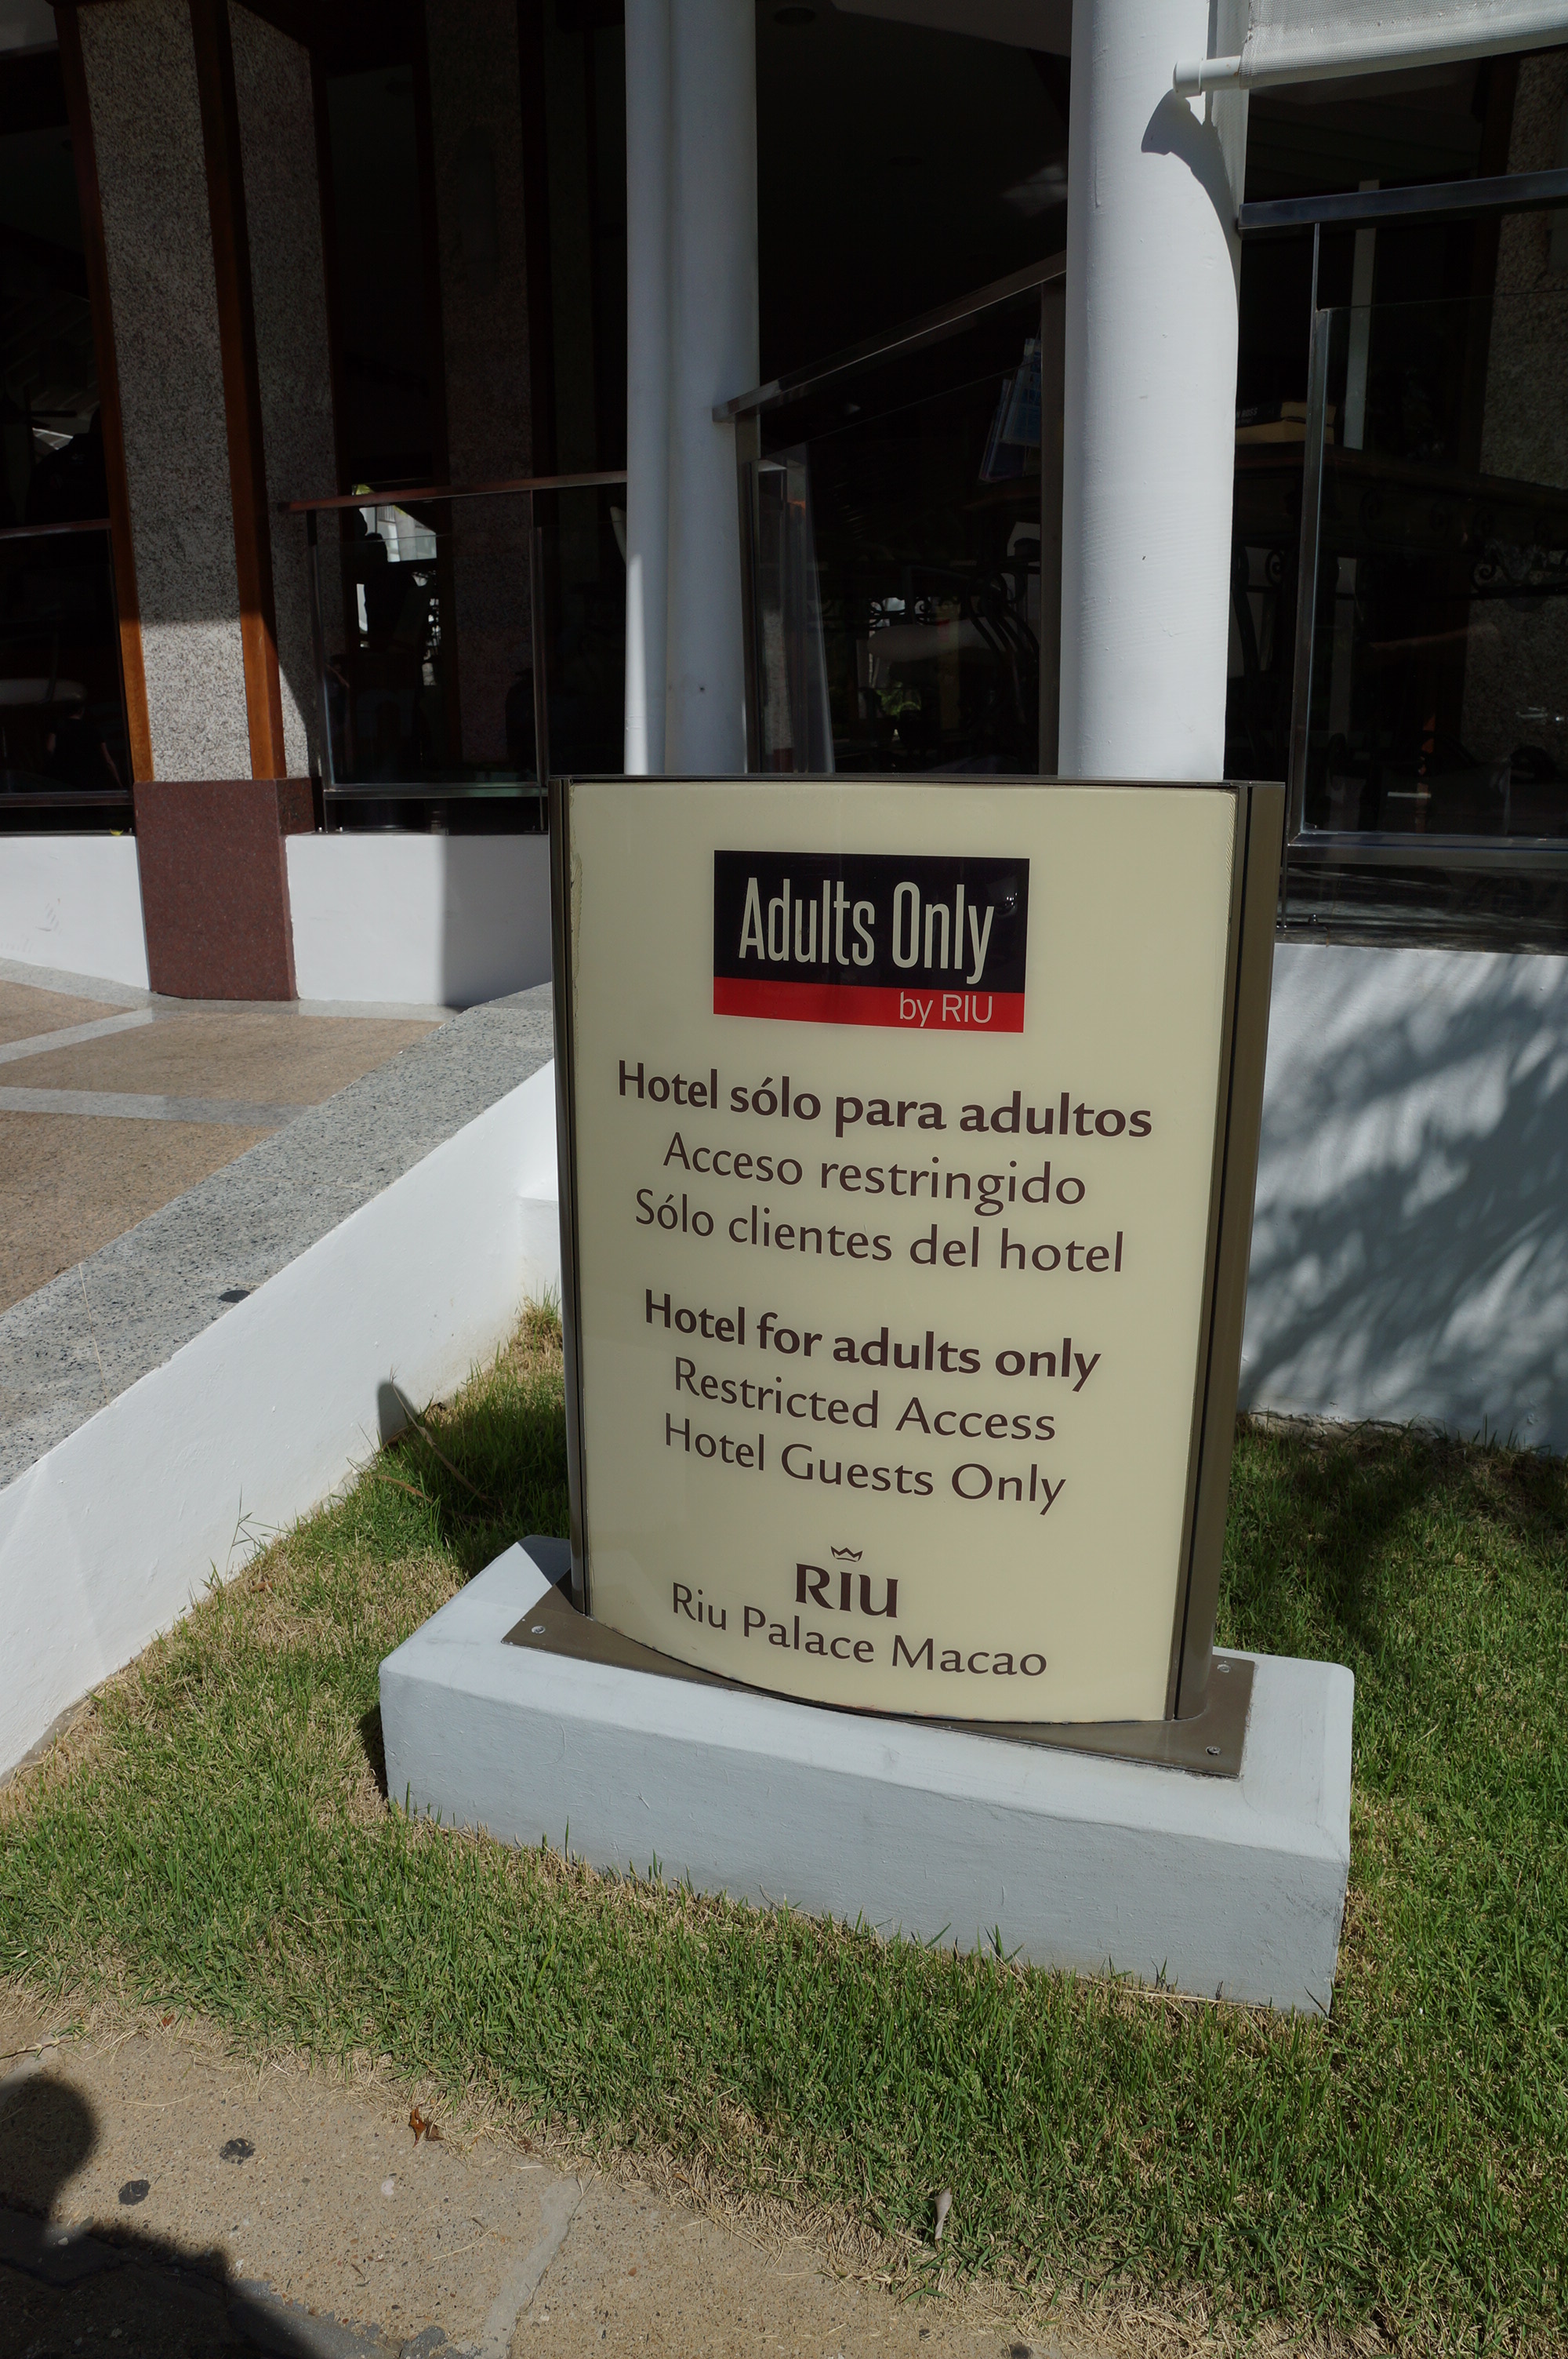 Adults Only
by RIU
Hotel sólo para adultos
Acceso restringido
Sólo clientes del hotel
Hotel for adults only
Restricted Access
Hotel Guests Only
RIU
Riu Palace Macao